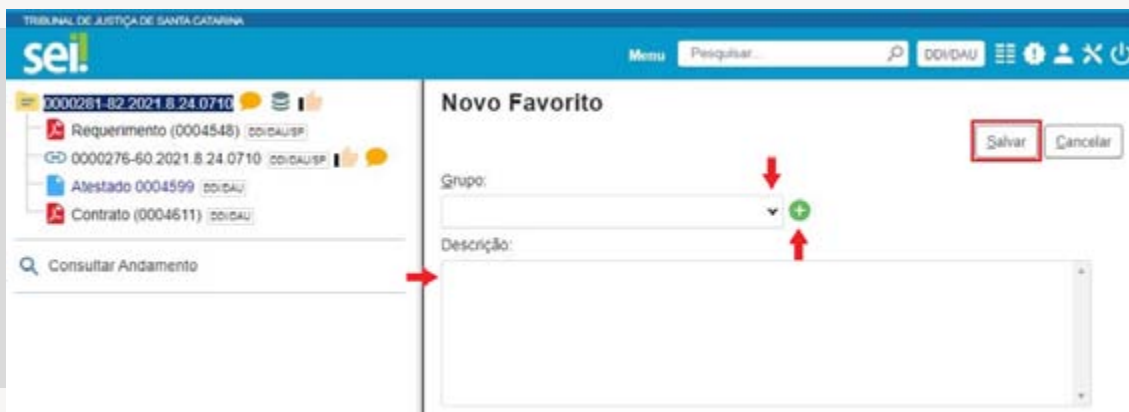 TRIBUNAL DE JUSTIÇA DE SANTA CATARINA
sei!
Menu Pesquisar... DDI/DAU
0000281-82.2021.8.24.0710
Requerimento (0004548) DDI/DAU/SP
0000276-60.2021.8.24.0710 DDI/DAU/SP
Atestado 0004599 DDI/DAU
Contrato (0004611) DDI/DAU
Consultar Andamento
Novo Favorito
Salvar Cancelar
Grupo:
Descrição: